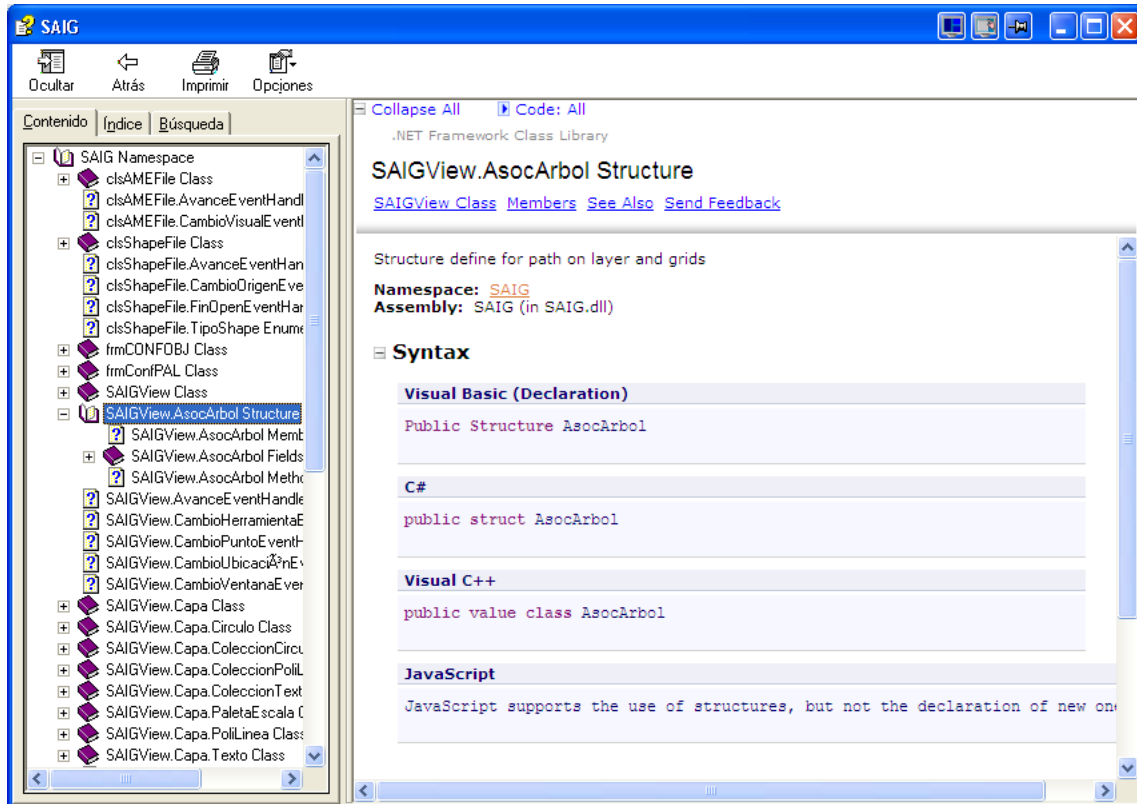 SAIG
Ocultar Atrás Imprimir Opciones
Contenido Índice Búsqueda
SAIG Namespace
clsAMEFile Class
clsAMEFile.AvanceEventHandl
clsAMEFile.CambioVisualEventl
clsShapeFile Class
clsShapeFile.AvanceEventHan
clsShapeFile.CambioOrigenEve
clsShapeFile.FinOpenEventHar
clsShapeFile.TipoShape Enume
frmCONFOBJ Class
frmConfPAL Class
SAIGView Class
SAIGView.AsocArbol Structure
SAIGView.AsocArbol Memb
SAIGView.AsocArbol Fields
SAIGView.AsocArbol Metho
SAIGView.AvanceEventHandle
SAIGView.CambioHerramientaE
SAIGView.CambioPuntoEventH
SAIGView.CambioUbicaciÃ³nEv
SAIGView.CambioVentanaEver
SAIGView.Capa Class
SAIGView.Capa.Circulo Class
SAIGView.Capa.ColeccionCircu
SAIGView.Capa.ColeccionPoliL
SAIGView.Capa.ColeccionText
SAIGView.Capa.PaletaEscala C
SAIGView.Capa.PoliLinea Class
SAIGView.Capa.Texto Class
Collapse All Code: All
.NET Framework Class Library
SAIGView.AsocArbol Structure
SAIGView Class Members See Also Send Feedback
Structure define for path on layer and grids
Namespace: SAIG
Assembly: SAIG (in SAIG.dll)
Syntax
Visual Basic (Declaration)
Public Structure AsocArbol
C#
public struct AsocArbol
Visual C++
public value class AsocArbol
JavaScript
JavaScript supports the use of structures, but not the declaration of new one